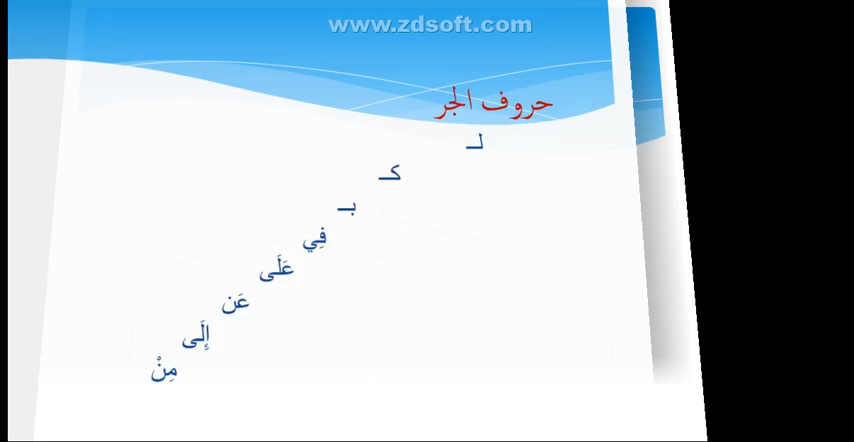 www.zdsoft.com
حروف الجر
لـ
كـ
بـ
فِي
عَلَى
عَن
إِلَى
مِنْ